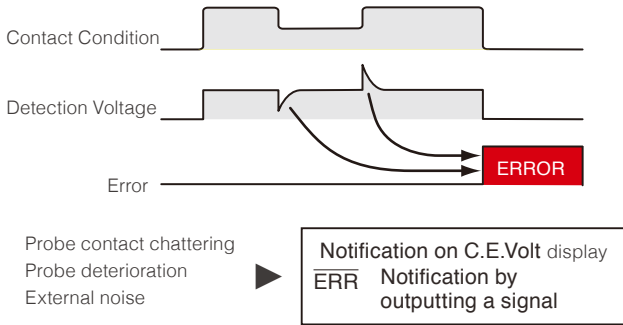 Contact Condition
Detection Voltage
Error
ERROR
Probe contact chattering
Probe deterioration
External noise
Notification on C.E.Volt display
ERR Notification by
outputting a signal